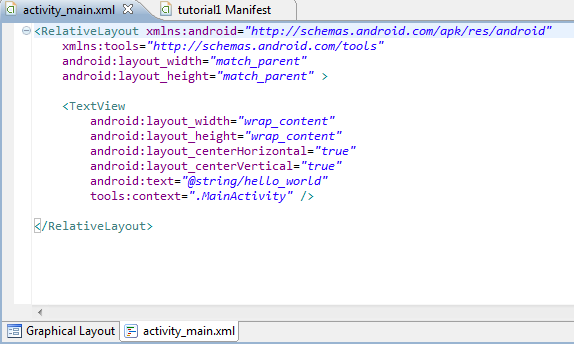 activity_main.xml
tutorial1 Manifest
<RelativeLayout xmlns:android="http://schemas.android.com/apk/res/android"
xmlns:tools="http://schemas.android.com/tools"
android:layout_width="match_parent"
android:layout_height="match_parent" >
<TextView
android:layout_width="wrap_content"
android:layout_height="wrap_content"
android:layout_centerHorizontal="true"
android:layout_centerVertical="true"
android:text="@string/hello_world"
tools:context=".MainActivity" />
</RelativeLayout>
Graphical Layout
activity_main.xml